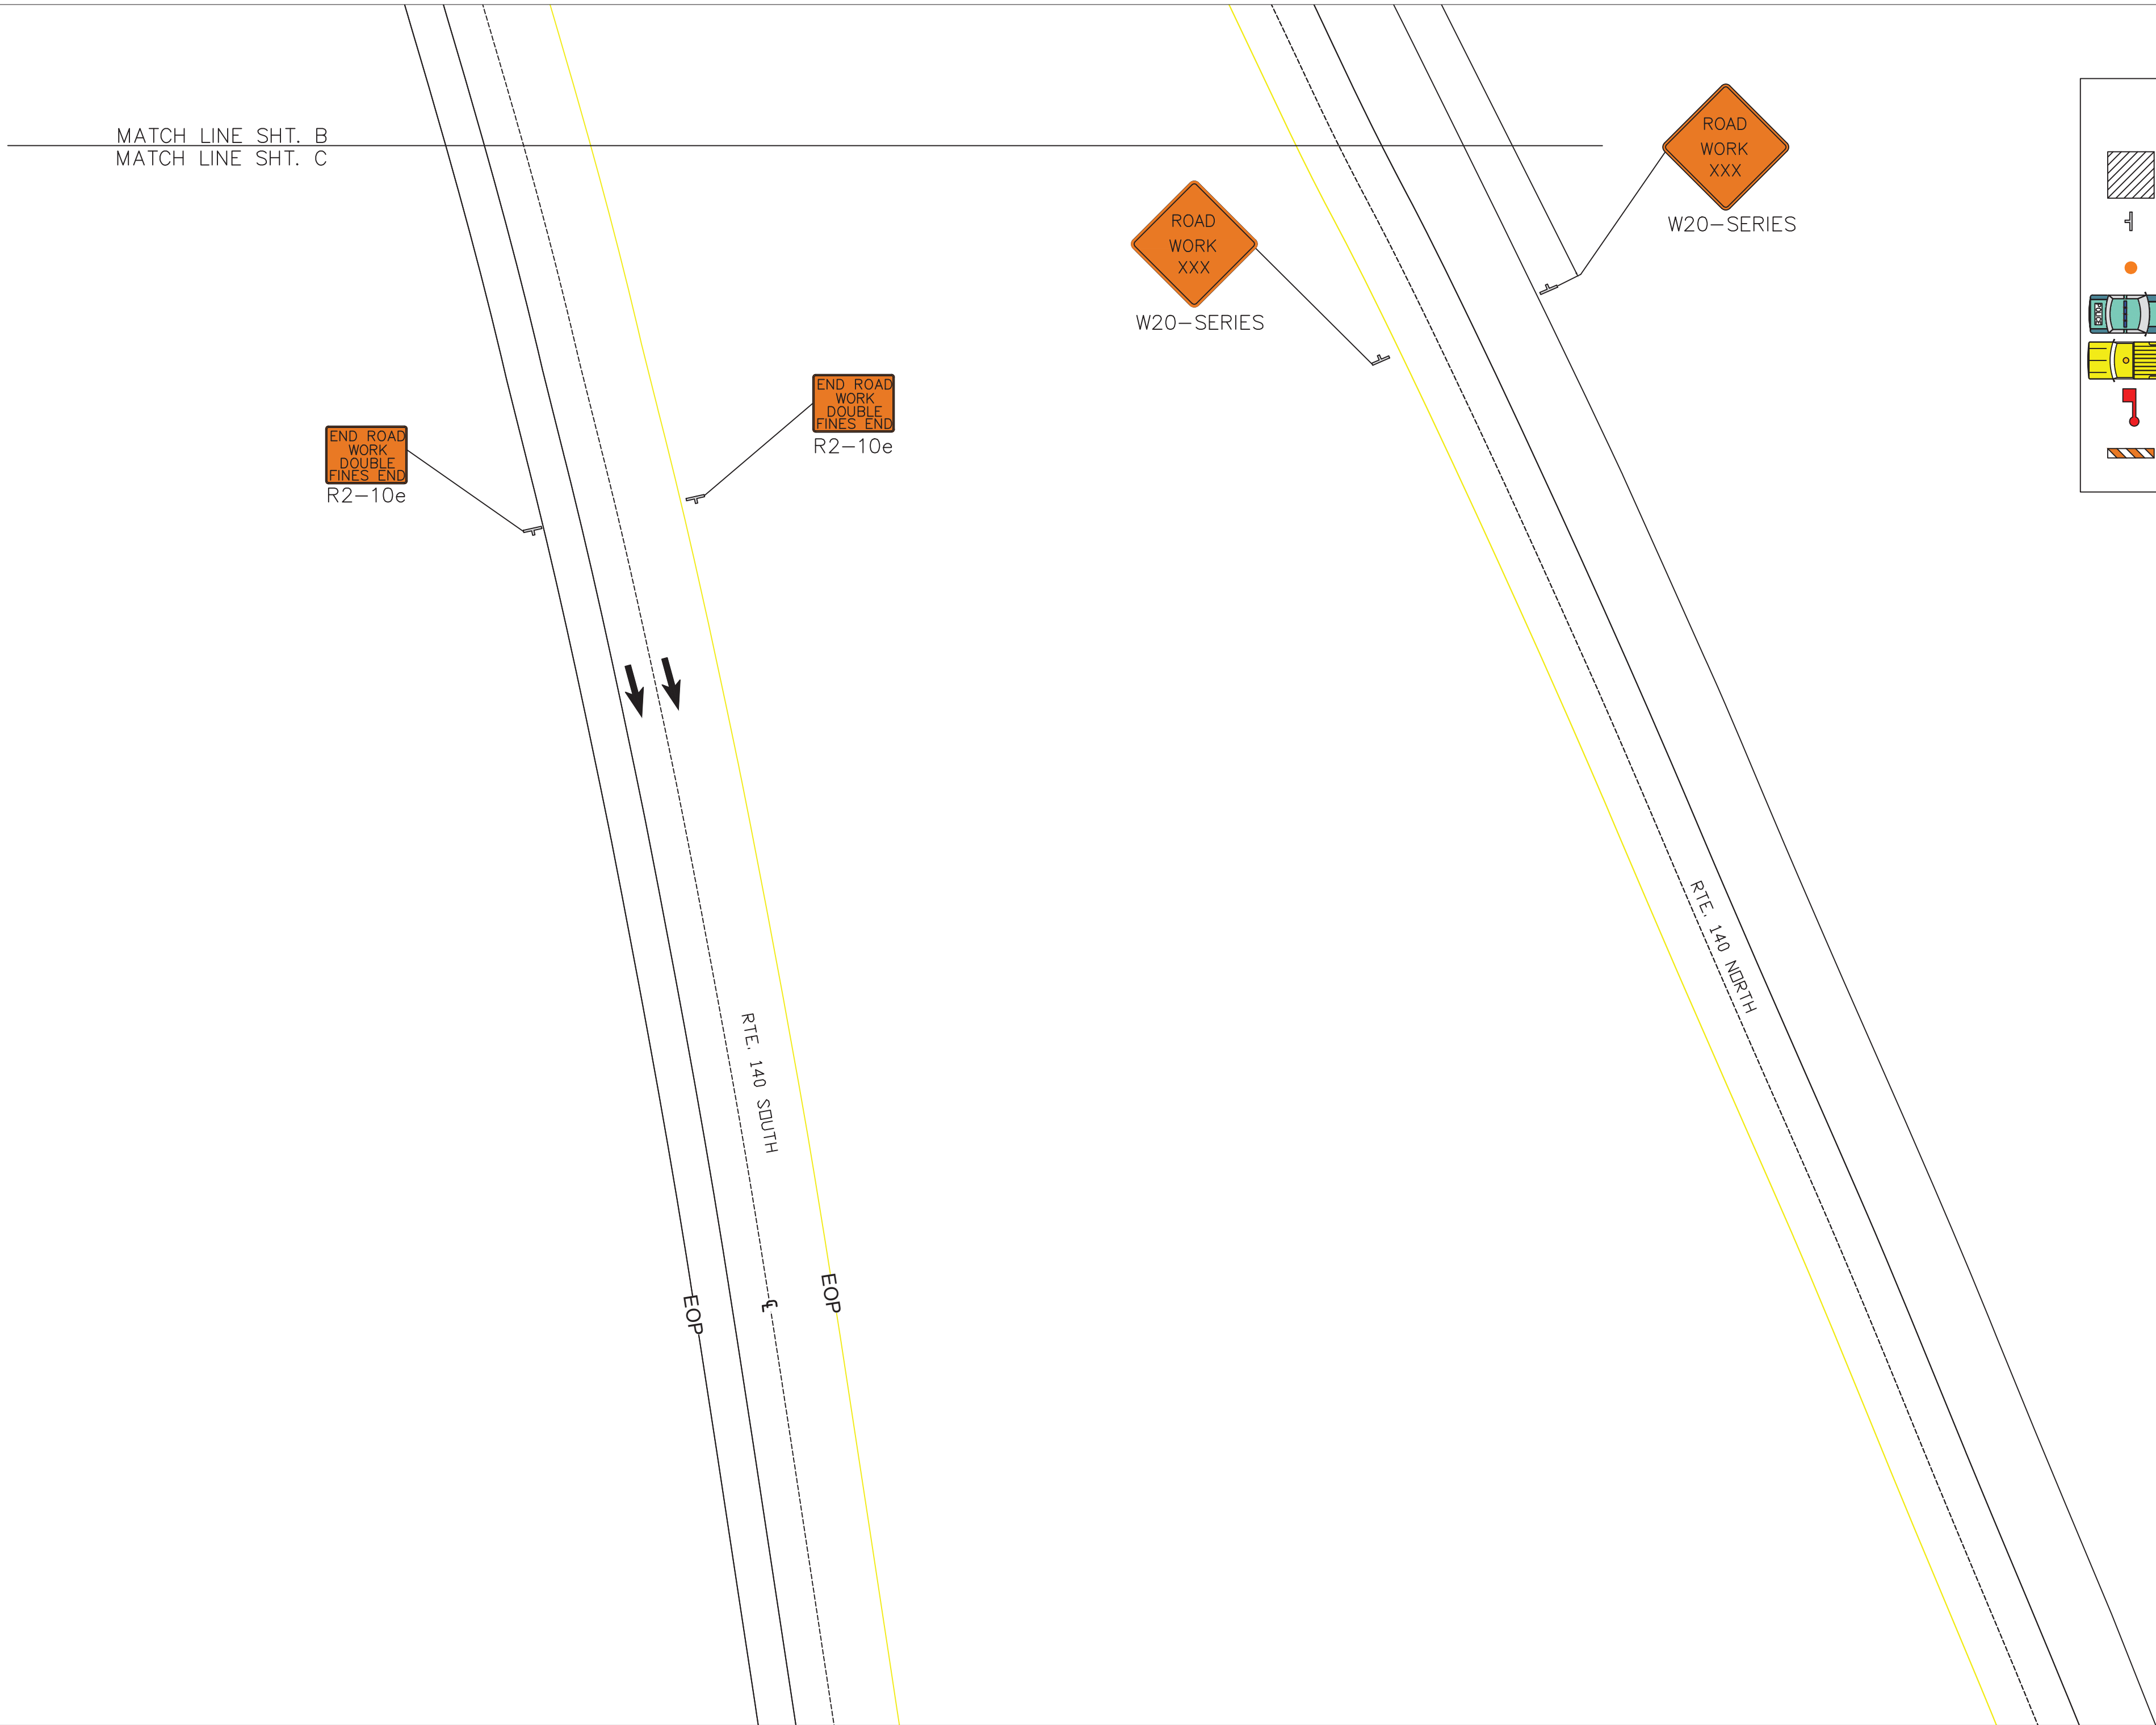 MATCH LINE SHT. B
MATCH LINE SHT. C
ROAD
WORK
XXX
W20-SERIES
ROAD
WORK
XXX
W20-SERIES
END ROAD
WORK
DOUBLE
FINES END
R2-10e
END ROAD
WORK
DOUBLE
FINES END
R2-10e
RTE. 140 NORTH
RTE. 140 SOUTH
EOP
EOP